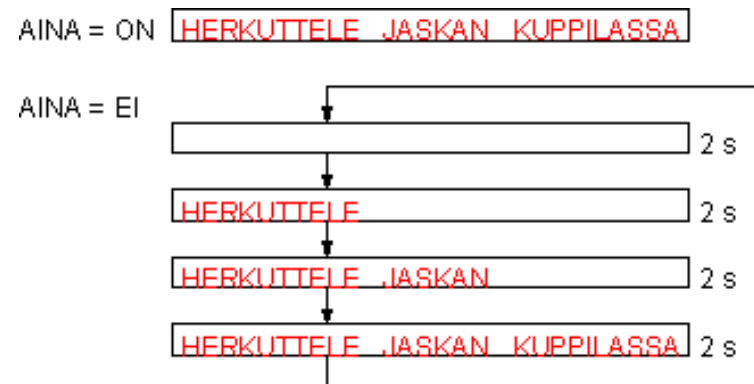 AINA = ON HERKUTTELE JASKAN KUPPILASSA
AINA = EI
2 s
HERKUTTELE 2 s
HERKUTTELE JASKAN 2 s
HERKUTTELE JASKAN KUPPILASSA 2 s